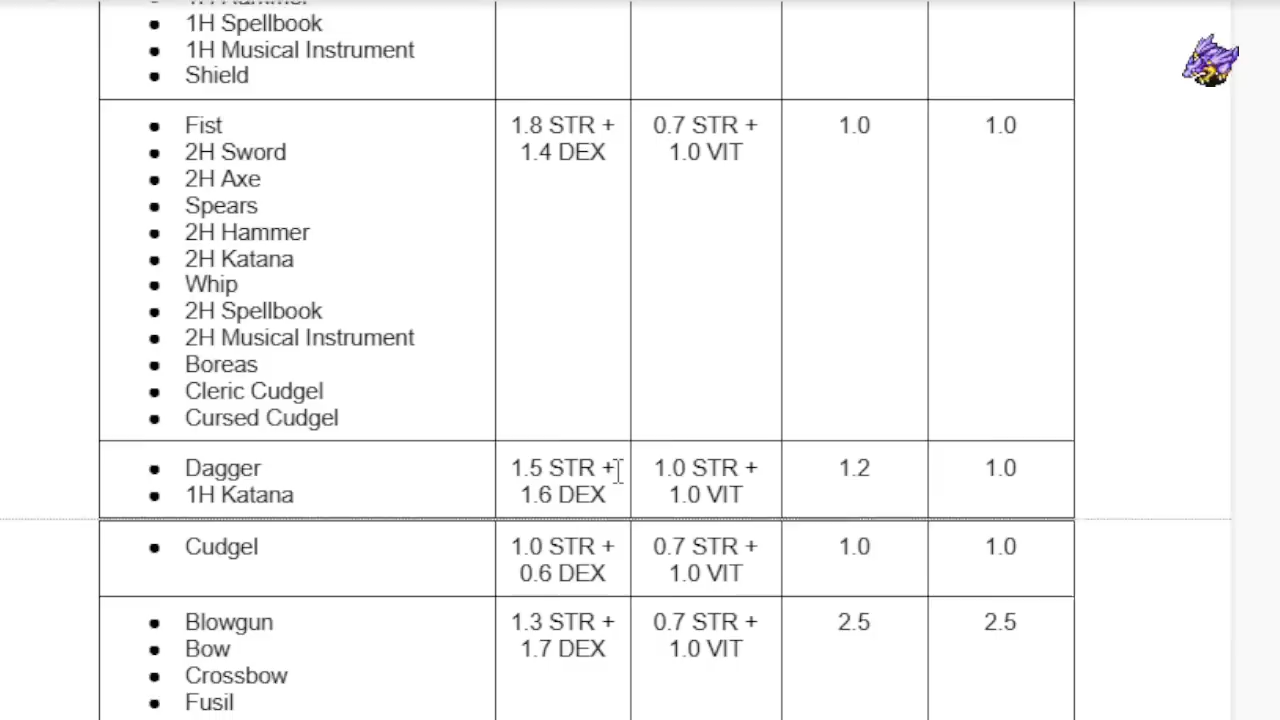 • 1H Spellbook
• 1H Musical Instrument
• Shield
• Fist 1.8 STR + 0.7 STR + 1.0 1.0
• 2H Sword 1.4 DEX 1.0 VIT
• 2H Axe
• Spears
• 2H Hammer
• 2H Katana
• Whip
• 2H Spellbook
• 2H Musical Instrument
• Boreas
• Cleric Cudgel
• Cursed Cudgel
• Dagger 1.5 STR + 1.0 STR + 1.2 1.0
• 1H Katana 1.6 DEX 1.0 VIT
• Cudgel 1.0 STR + 0.7 STR + 1.0 1.0
0.6 DEX 1.0 VIT
• Blowgun 1.3 STR + 0.7 STR + 2.5 2.5
• Bow 1.7 DEX 1.0 VIT
• Crossbow
• Fusil